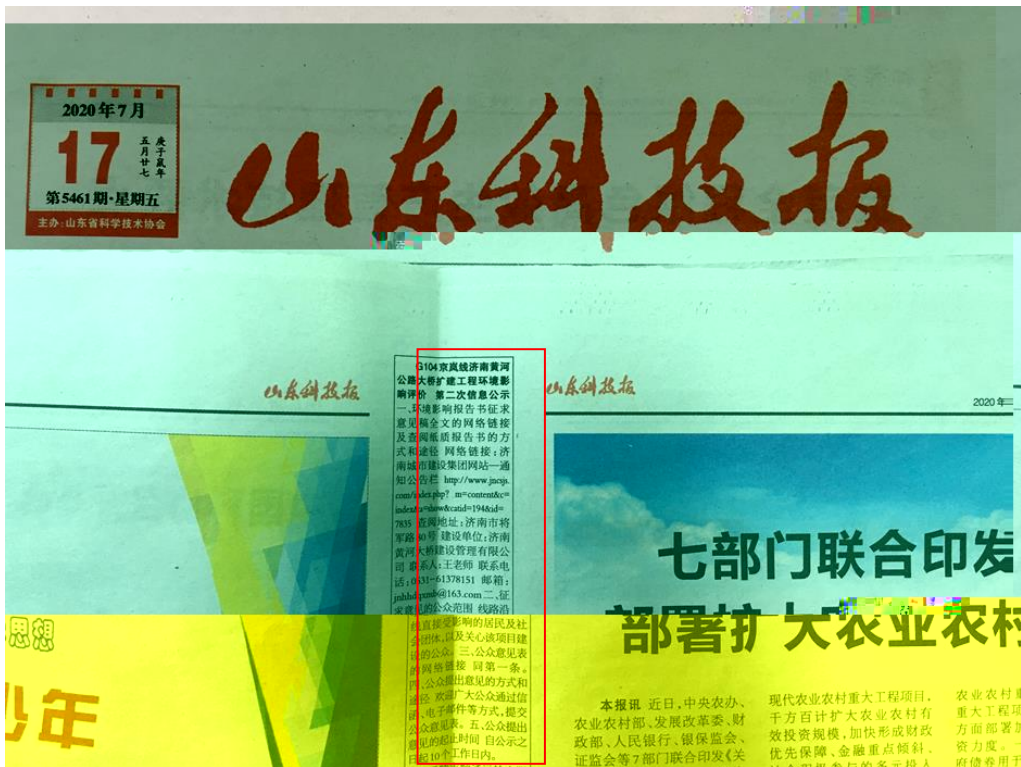 2020年7月
17
庚子鼠年
五月廿七
第5461期·星期五
主办:山东省科学技术协会
山东科技报
山东科技报
G104京岚线济南黄河
公路大桥扩建工程环境影
响评价 第二次信息公示
一、环境影响报告书征求
意见稿全文的网络链接
及查阅纸质报告书的方
式和途径 网络链接:济
南城市建设集团网站—通
知公告栏 http://www.jncsjs.
com/index.php? m=content&c=
index&a=show&catid=194&id=
7835 查阅地址:济南市将
军路80号 建设单位:济南
黄河大桥建设管理有限公
司 联系人:王老师 联系电
话:0531-61378151 邮箱:
@163.com 二、征
求意见的公众范围 线路沿
线直接受影响的居民及社
会团体,以及关心该项目建
设的公众。三、公众意见表
的网络链接 同第一条。
四、公众提出意见的方式和
途径 欢迎广大公众通过信
函、电子邮件等方式,提交
公众意见表。五、公众提出
意见的起止时间 自公示之
日起10个工作日内。
山东科技报
2020年
思想
少年
七部门联合印发
部署扩大农业农村
本报讯 近日,中央农办、
农业农村部、发展改革委、财
政部、人民银行、银保监会、
证监会等7部门联合印发《关
现代农业农村重大工程项目,
千方百计扩大农业农村有
效投资规模,加快形成财政
优先保障、金融重点倾斜、
社会积极参与的多元投入
农业农村
重大工程项
方面部署加
资力度。一
府债券用于